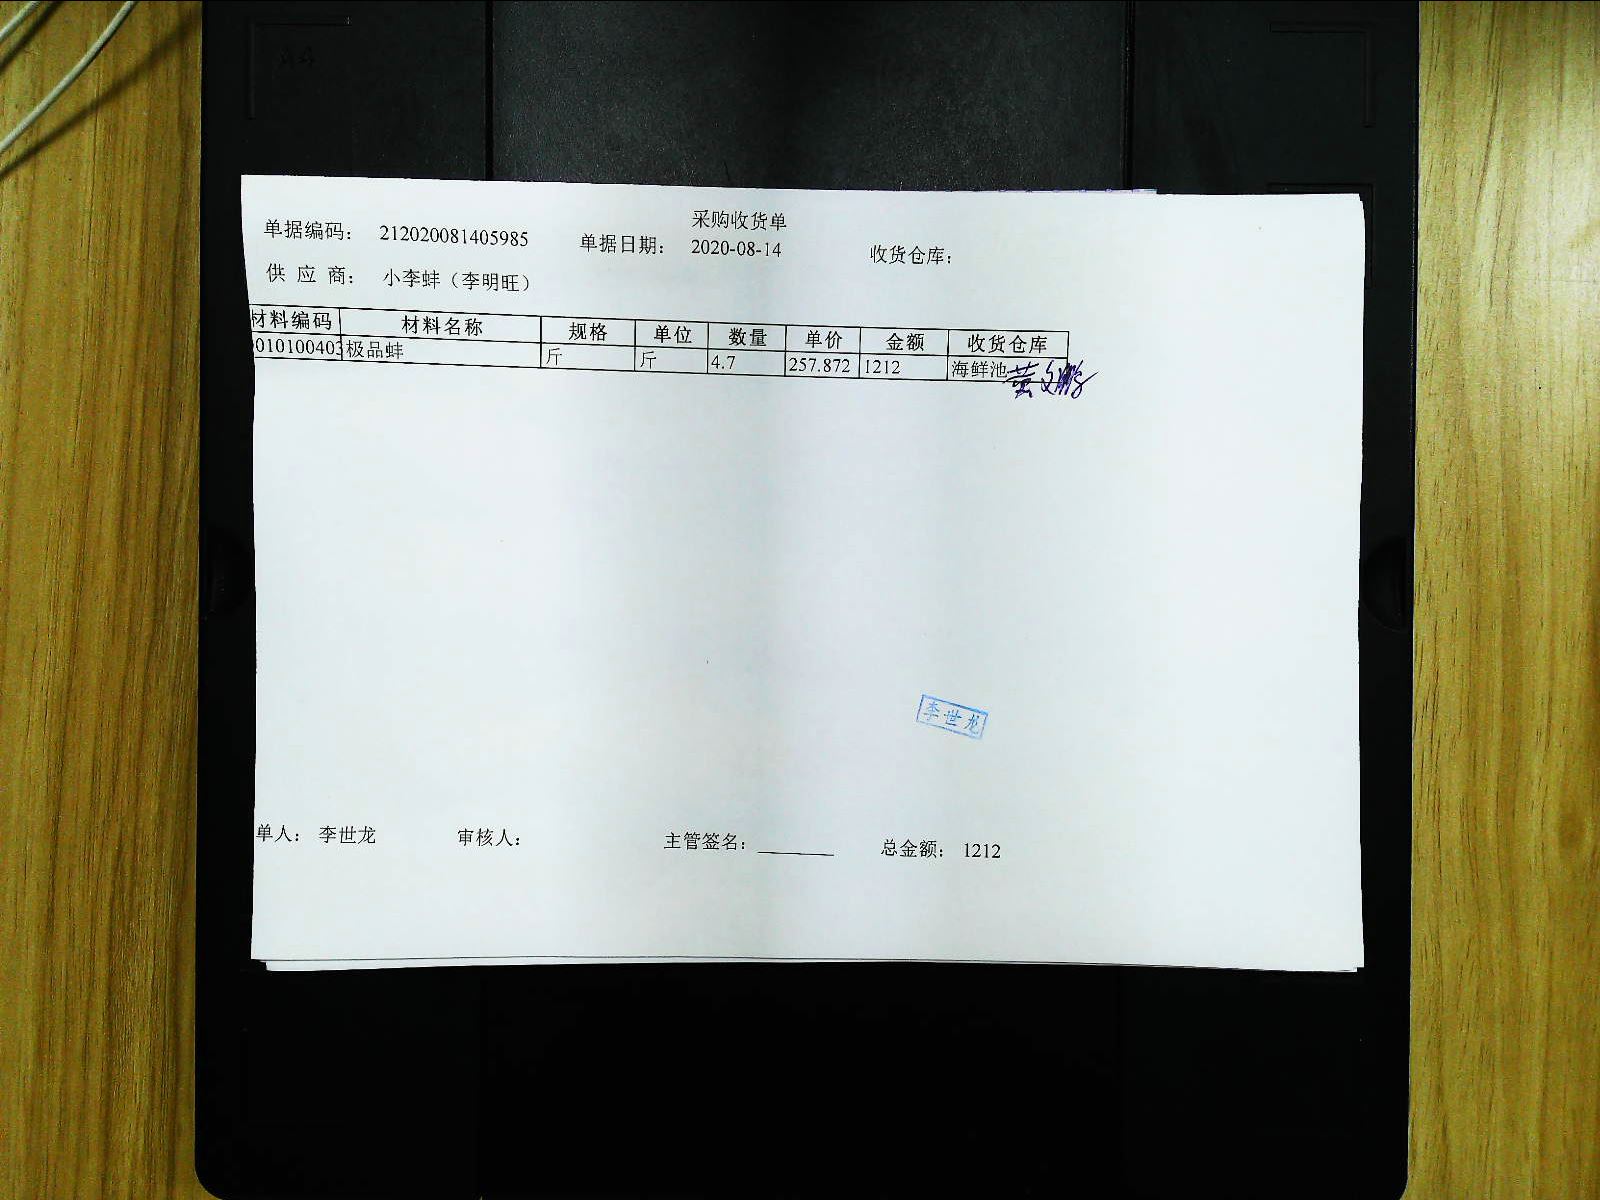 采购收货单
单据编码： 212020081405985 单据日期： 2020-08-14 收货仓库：
供 应 商： 小李蚌（李明旺）
材料编码 材料名称 规格 单位 数量 单价 金额 收货仓库
010100403 极品蚌 斤 斤 4.7 257.872 1212 海鲜池
李世龙
单人： 李世龙 审核人： 主管签名： 总金额： 1212